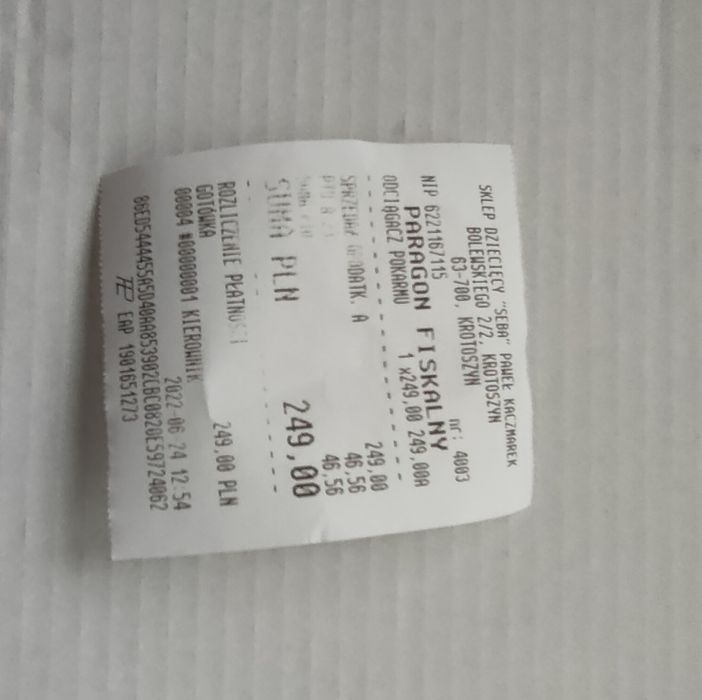 SKLEP DZIECIĘCY "SEBA" PAWEŁ KACZMAREK
BOLEWSKIEGO 2/2, KROTOSZYN
63-700, KROTOSZYN
NIP 6221167115 nr: 4003
PARAGON FISKALNY
ODCIĄGACZ POKARMU 1 x249,00 249,00A
SPRZEDAŻ OPODATK. A 249,00
46,56
46,56
SUMA PLN 249,00
ROZLICZENIE PŁATNOŚCI
GOTÓWKA 249,00 PLN
00004 #00000001 KIEROWNIK 2022-06-24 12:54
EAP 1901651273